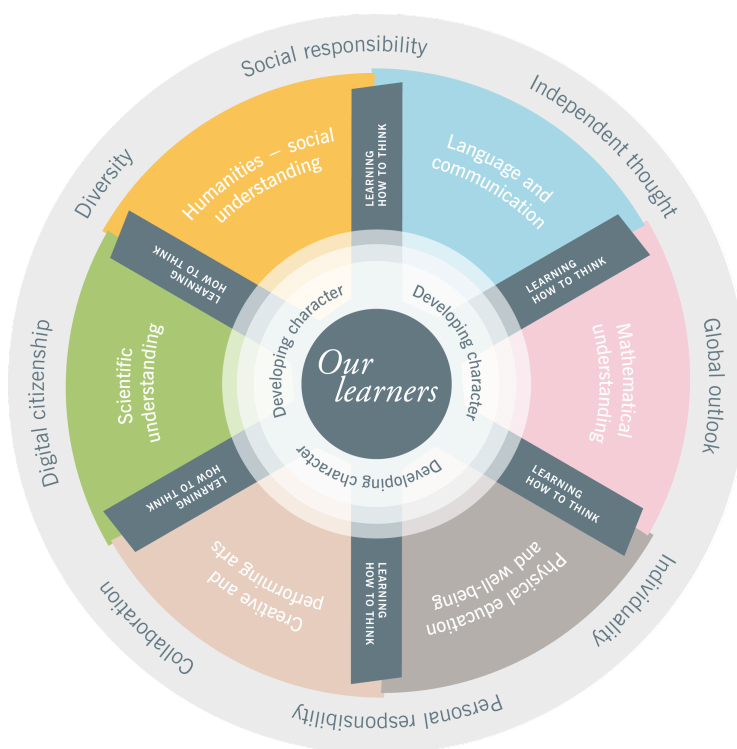 Social responsibility
Independent thought
Global outlook
Individuality
Personal responsibility
Collaboration
Digital citizenship
Diversity
Humanities – social
understanding
Language and
communication
Mathematical
understanding
Physical education
and well-being
Creative and
performing arts
Scientific
understanding
LEARNING
HOW TO THINK
LEARNING
HOW TO THINK
LEARNING
HOW TO THINK
LEARNING
HOW TO THINK
LEARNING
HOW TO THINK
LEARNING
HOW TO THINK
Developing character
Developing character
Developing character
Our
learners